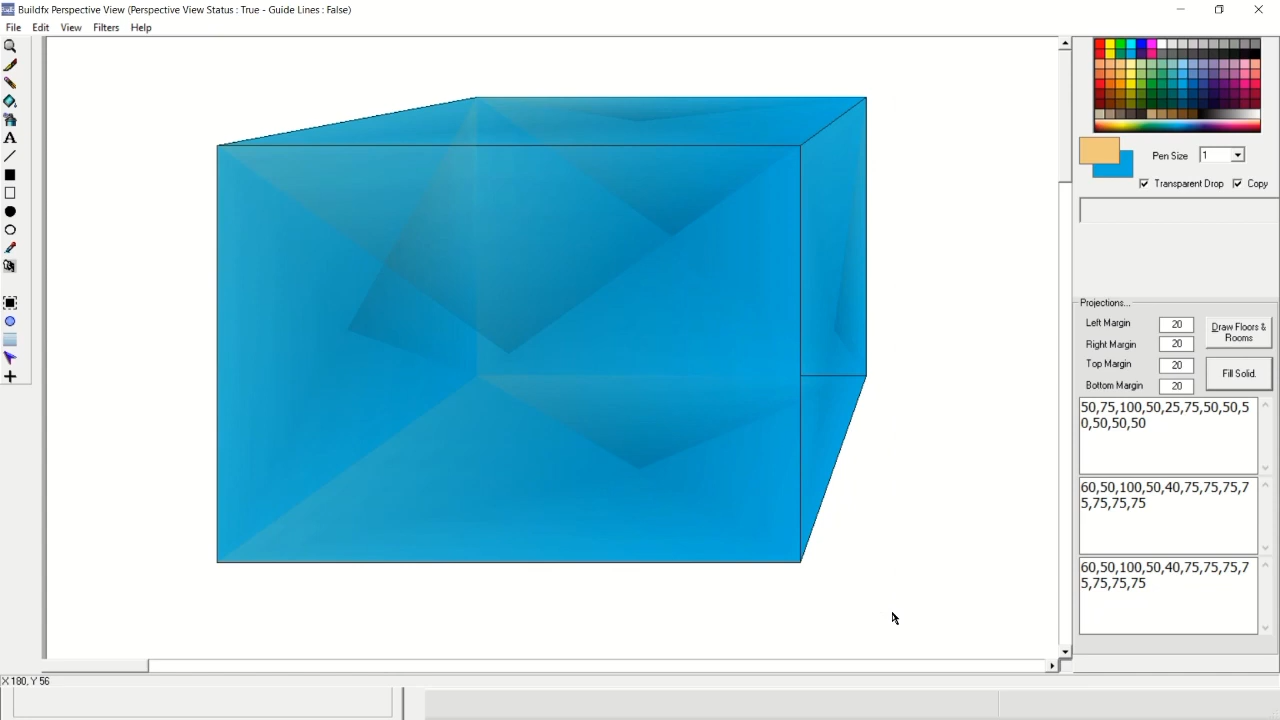 Buildfx Perspective View (Perspective View Status : True - Guide Lines : False)
File Edit View Filters Help
A
Pen Size 1
Transparent Drop Copy
Projections...
Left Margin 20
Right Margin 20
Top Margin 20
Bottom Margin 20
Draw Floors &
Rooms
Fill Solid.
50,75,100,50,25,75,50,50,5
0,50,50,50
60,50,100,50,40,75,75,75,7
5,75,75,75
60,50,100,50,40,75,75,75,7
5,75,75,75
X 180, Y 56